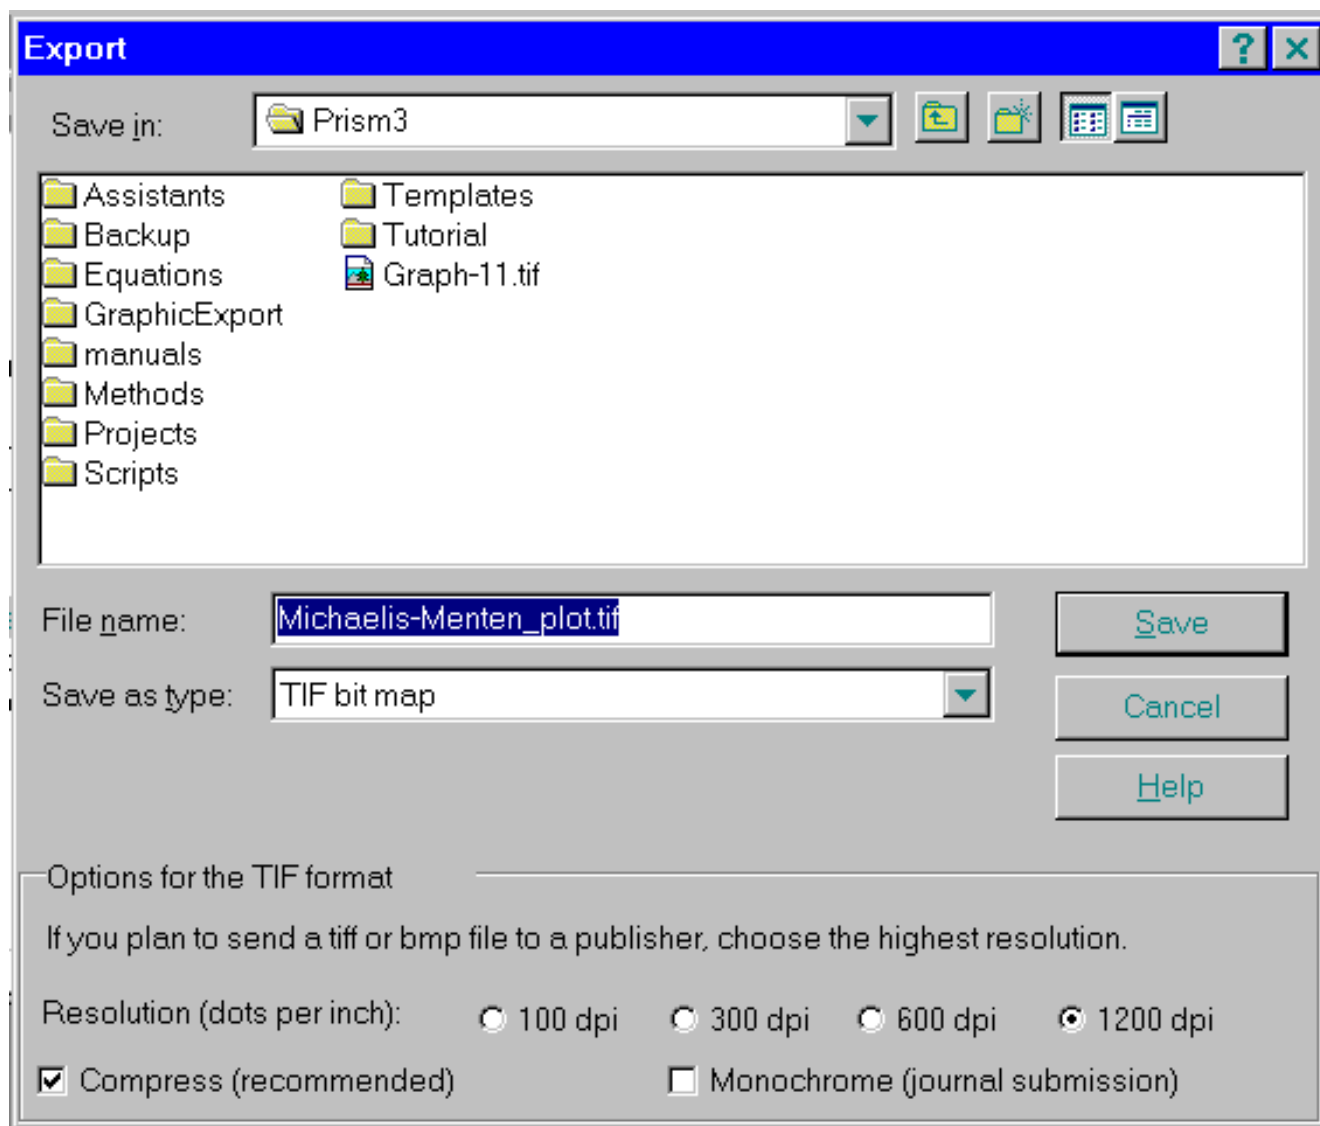 Export
Save in: Prism3
Assistants Templates
Backup Tutorial
Equations Graph-11.tif
GraphicExport
manuals
Methods
Projects
Scripts
File name: Michaelis-Menten_plot.tif Save
Save as type: TIF bit map Cancel
Help
Options for the TIF format
If you plan to send a tiff or bmp file to a publisher, choose the highest resolution.
Resolution (dots per inch): 100 dpi 300 dpi 600 dpi 1200 dpi
Compress (recommended) Monochrome (journal submission)